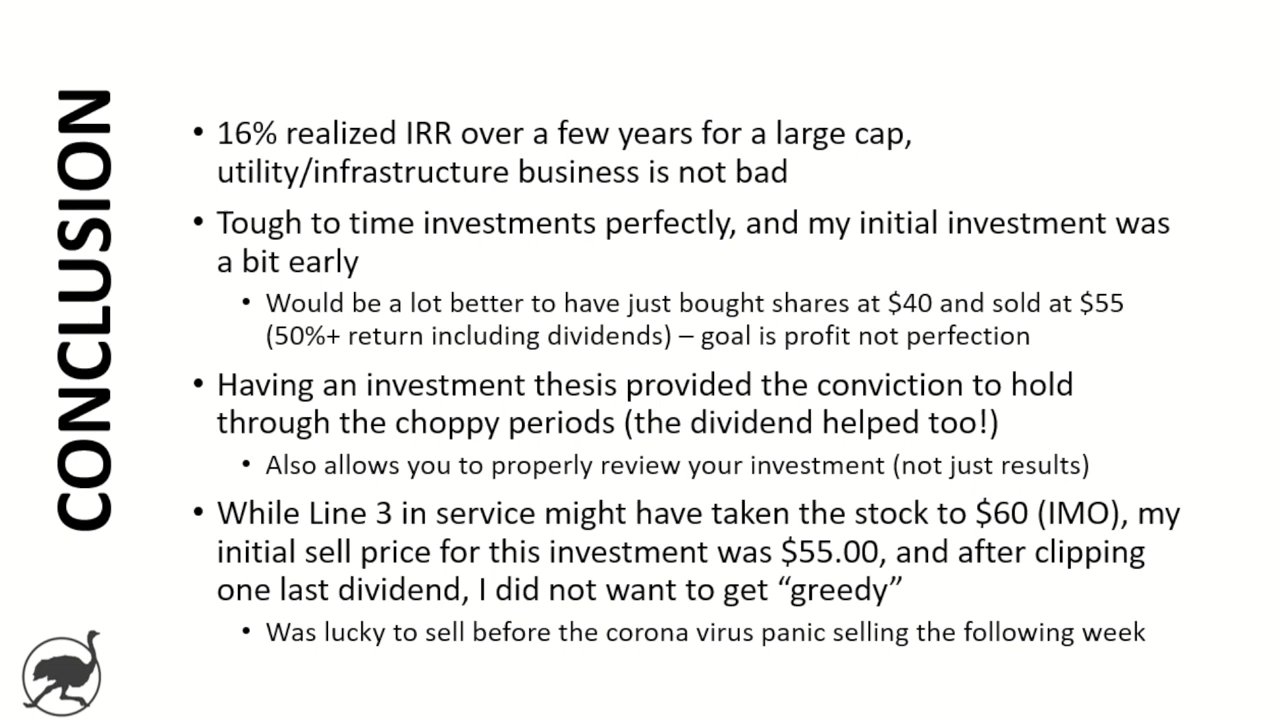 CONCLUSION
• 16% realized IRR over a few years for a large cap,
utility/infrastructure business is not bad
• Tough to time investments perfectly, and my initial investment was
a bit early
• Would be a lot better to have just bought shares at $40 and sold at $55
(50%+ return including dividends) – goal is profit not perfection
• Having an investment thesis provided the conviction to hold
through the choppy periods (the dividend helped too!)
• Also allows you to properly review your investment (not just results)
• While Line 3 in service might have taken the stock to $60 (IMO), my
initial sell price for this investment was $55.00, and after clipping
one last dividend, I did not want to get “greedy”
• Was lucky to sell before the corona virus panic selling the following week